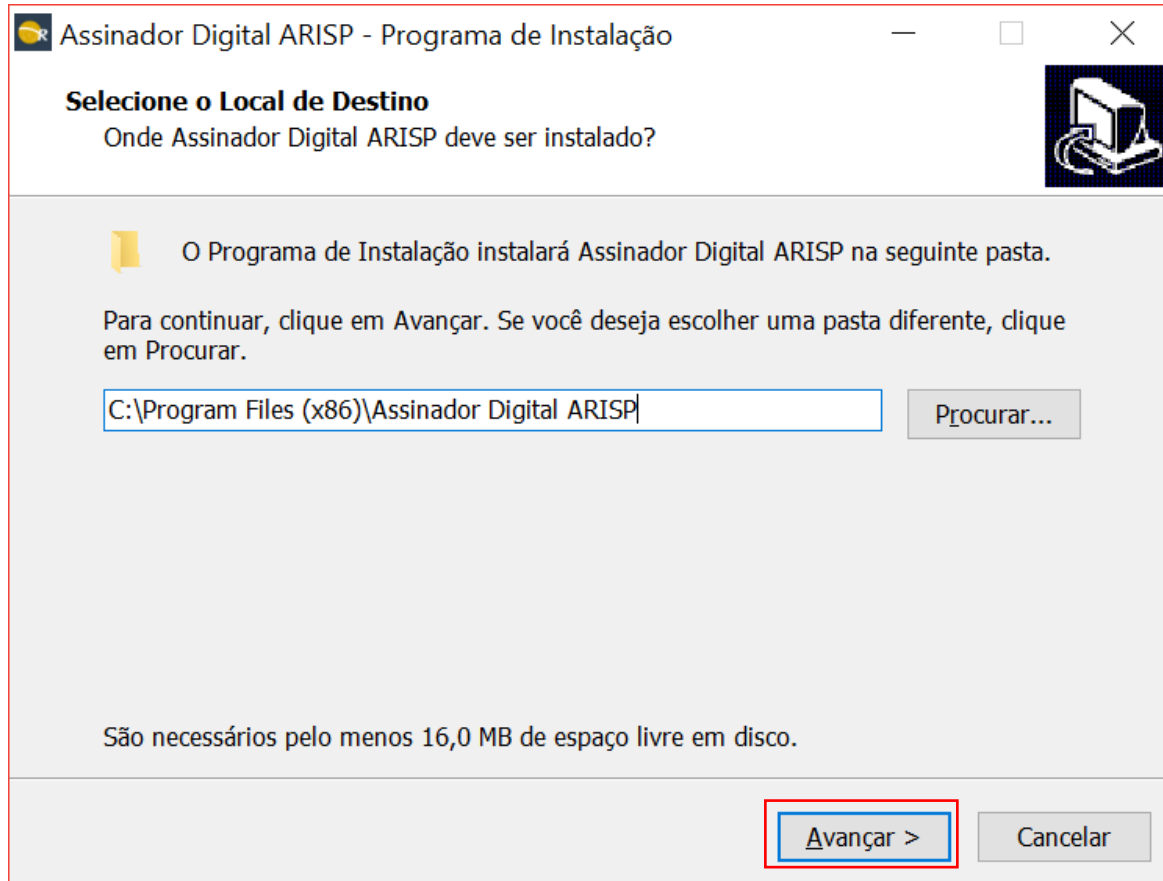 Assinador Digital ARISP - Programa de Instalação
Selecione o Local de Destino
Onde Assinador Digital ARISP deve ser instalado?
O Programa de Instalação instalará Assinador Digital ARISP na seguinte pasta.
Para continuar, clique em Avançar. Se você deseja escolher uma pasta diferente, clique
em Procurar.
C:\Program Files (x86)\Assinador Digital ARISP
Procurar...
São necessários pelo menos 16,0 MB de espaço livre em disco.
Avançar >
Cancelar